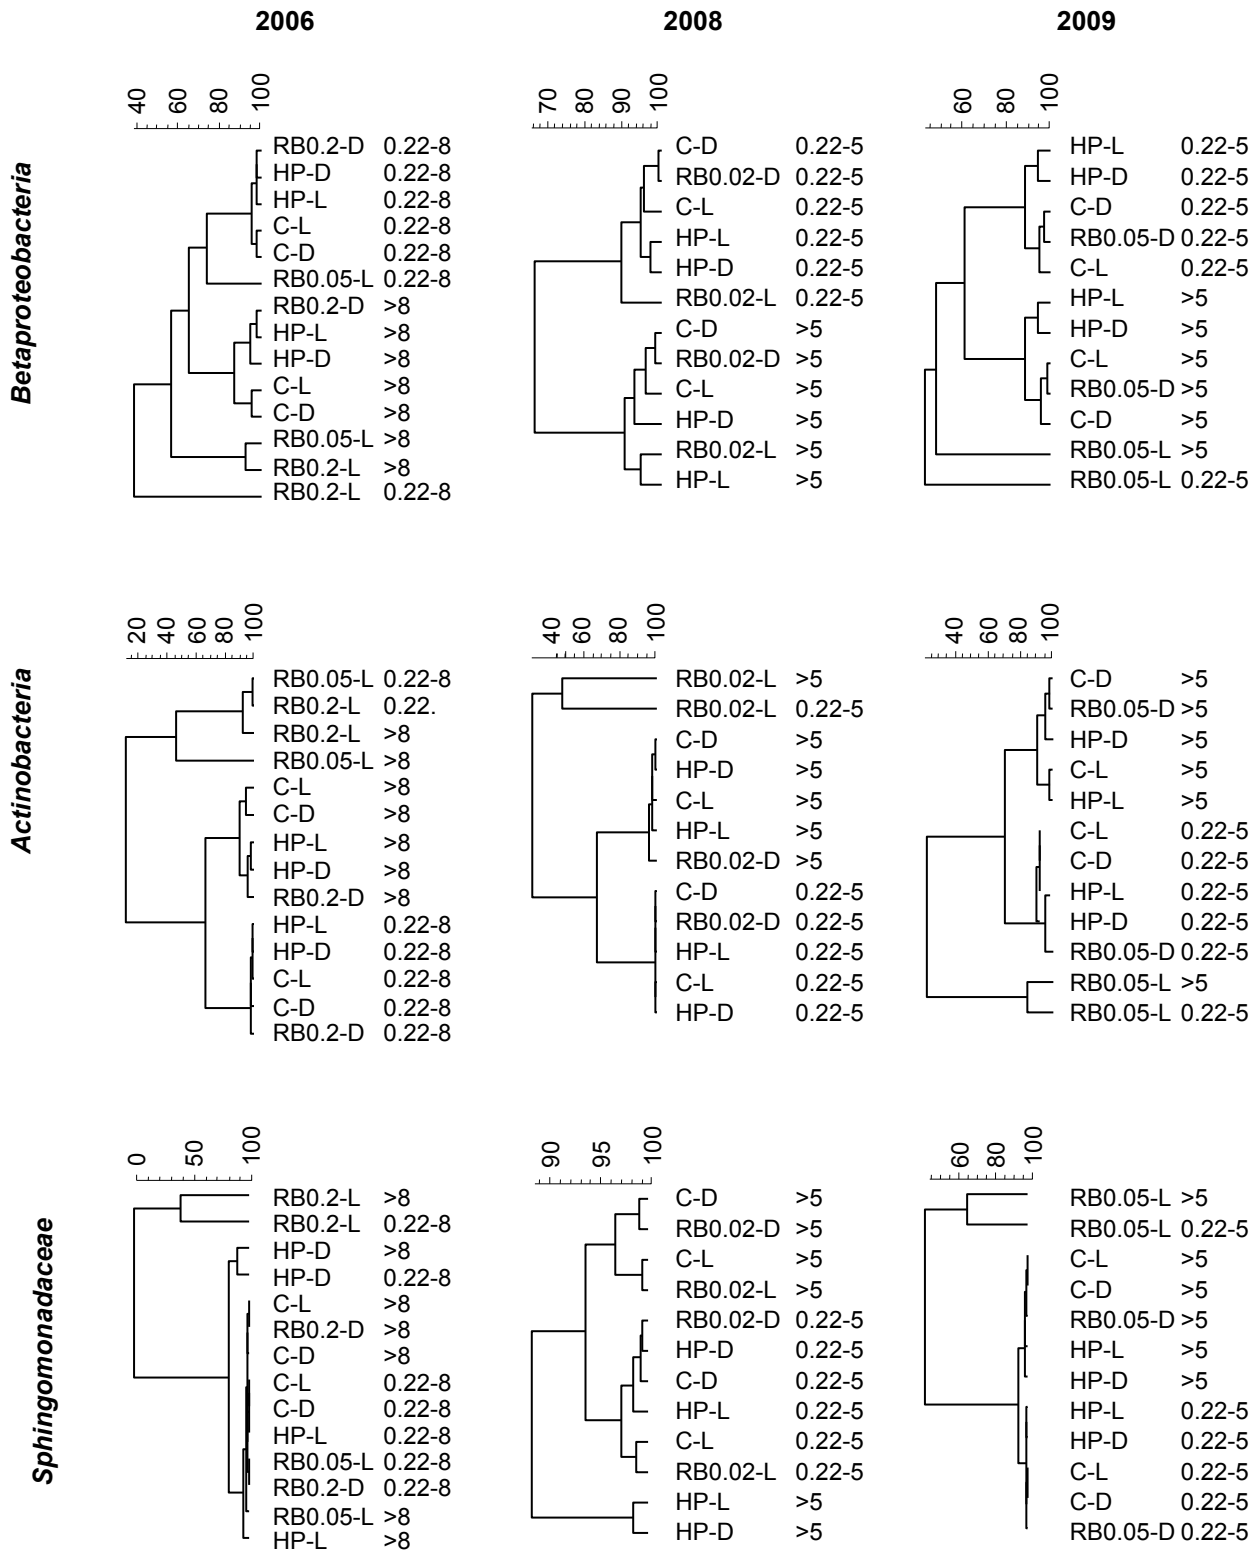 2006 2008 2009
Betaproteobacteria
40 60 80 100
RB0.2-D 0.22-8
HP-D 0.22-8
HP-L 0.22-8
C-L 0.22-8
C-D 0.22-8
RB0.05-L 0.22-8
RB0.2-D >8
HP-L >8
HP-D >8
C-L >8
C-D >8
RB0.05-L >8
RB0.2-L >8
RB0.2-L 0.22-8
70 80 90 100
C-D 0.22-5
RB0.02-D 0.22-5
C-L 0.22-5
HP-L 0.22-5
HP-D 0.22-5
RB0.02-L 0.22-5
C-D >5
RB0.02-D >5
C-L >5
HP-D >5
RB0.02-L >5
HP-L >5
60 80 100
HP-L 0.22-5
HP-D 0.22-5
C-D 0.22-5
RB0.05-D 0.22-5
C-L 0.22-5
HP-L >5
HP-D >5
C-L >5
RB0.05-D >5
C-D >5
RB0.05-L >5
RB0.05-L 0.22-5
Actinobacteria
20 40 60 80 100
RB0.05-L 0.22-8
RB0.2-L 0.22.
RB0.2-L >8
RB0.05-L >8
C-L >8
C-D >8
HP-L >8
HP-D >8
RB0.2-D >8
HP-L 0.22-8
HP-D 0.22-8
C-L 0.22-8
C-D 0.22-8
RB0.2-D 0.22-8
40 60 80 100
RB0.02-L >5
RB0.02-L 0.22-5
C-D >5
HP-D >5
C-L >5
HP-L >5
RB0.02-D >5
C-D 0.22-5
RB0.02-D 0.22-5
HP-L 0.22-5
C-L 0.22-5
HP-D 0.22-5
40 60 80 100
C-D >5
RB0.05-D >5
HP-D >5
C-L >5
HP-L >5
C-L 0.22-5
C-D 0.22-5
HP-L 0.22-5
HP-D 0.22-5
RB0.05-D 0.22-5
RB0.05-L >5
RB0.05-L 0.22-5
Sphingomonadaceae
0 50 100
RB0.2-L >8
RB0.2-L 0.22-8
HP-D >8
HP-D 0.22-8
C-L >8
RB0.2-D >8
C-D >8
C-L 0.22-8
C-D 0.22-8
HP-L 0.22-8
RB0.05-L 0.22-8
RB0.2-D 0.22-8
RB0.05-L >8
HP-L >8
90 95 100
C-D >5
RB0.02-D >5
C-L >5
RB0.02-L >5
RB0.02-D 0.22-5
HP-D 0.22-5
C-D 0.22-5
HP-L 0.22-5
C-L 0.22-5
RB0.02-L 0.22-5
HP-L >5
HP-D >5
60 80 100
RB0.05-L >5
RB0.05-L 0.22-5
C-L >5
C-D >5
RB0.05-D >5
HP-L >5
HP-D >5
HP-L 0.22-5
HP-D 0.22-5
C-L 0.22-5
C-D 0.22-5
RB0.05-D 0.22-5